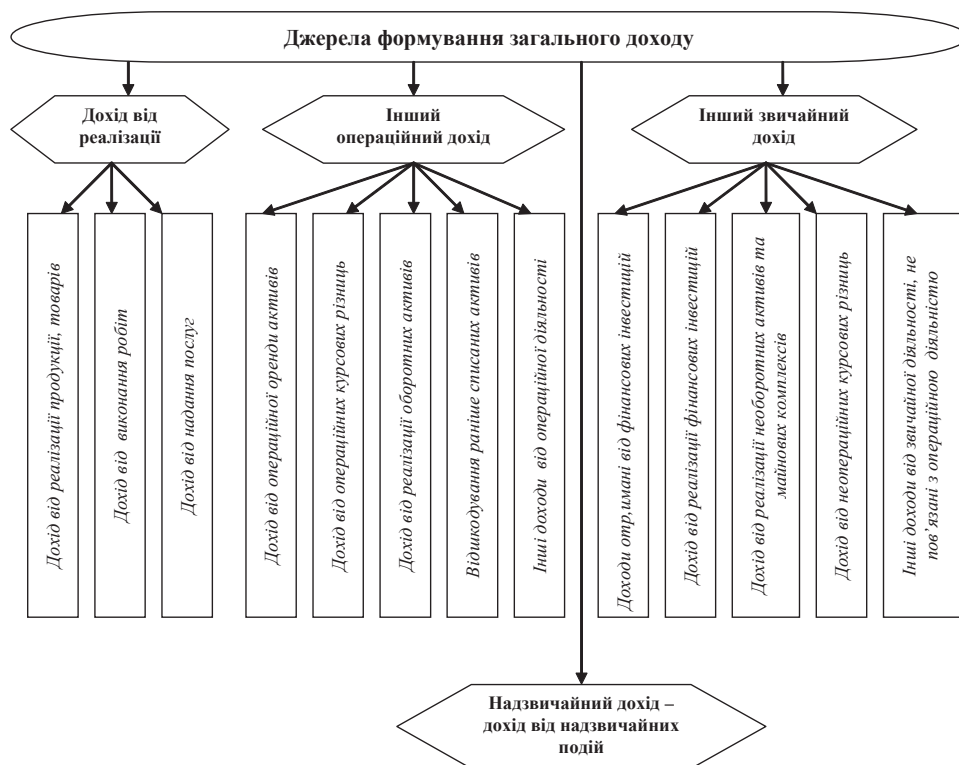 Джерела формування загального доходу
Дохід від
реалізації
Інший
операційний дохід
Інший звичайний
дохід
Дохід від реалізації продукції, товарів
Дохід від виконання робіт
Дохід від надання послуг
Дохід від операційної оренди активів
Дохід від операційних курсових різниць
Дохід від реалізації оборотних активів
Відшкодування раніше списаних активів
Інші доходи від операційної діяльності
Доходи отр,имані від фінансових інвестицій
Дохід від реалізації фінансових інвестицій
Дохід від реалізації необоротних активів та
майнових комплексів
Дохід від неопераційних курсових різниць
Інші доходи від звичайної діяльності, не
пов’язані з операційною діяльністю
Надзвичайний дохід –
дохід від надзвичайних
подій